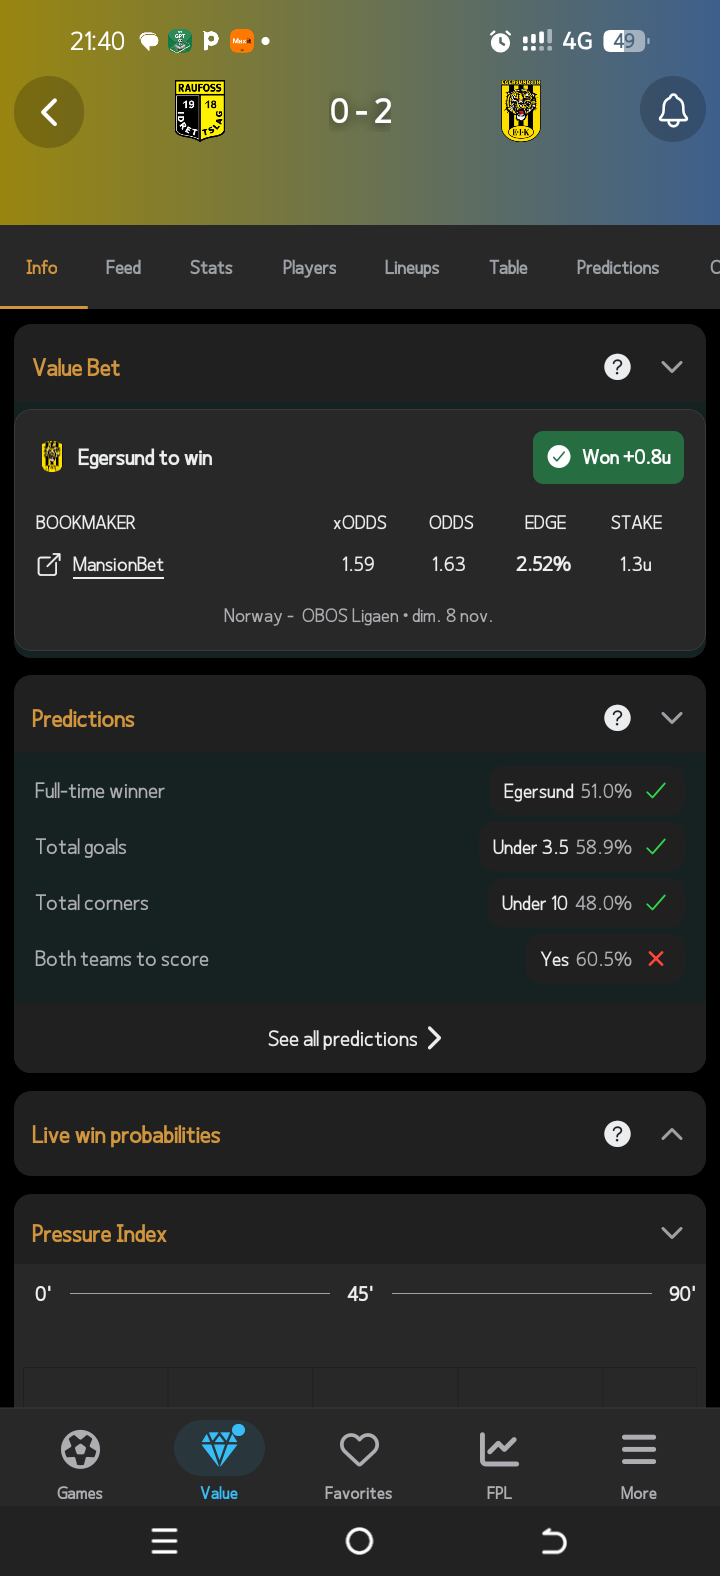 21:40 4G 49
RAUFOSS
19 18
IDRETTSLAG
0 - 2
E·I·K
Info Feed Stats Players Lineups Table Predictions
Value Bet ?
Egersund to win Won +0.8u
BOOKMAKER xODDS ODDS EDGE STAKE
MansionBet 1.59 1.63 2.52% 1.3u
Norway - OBOS Ligaen • dim. 8 nov.
Predictions ?
Full-time winner Egersund 51.0%
Total goals Under 3.5 58.9%
Total corners Under 10 48.0%
Both teams to score Yes 60.5%
See all predictions
Live win probabilities ?
Pressure Index
0' 45' 90'
Games Value Favorites FPL More